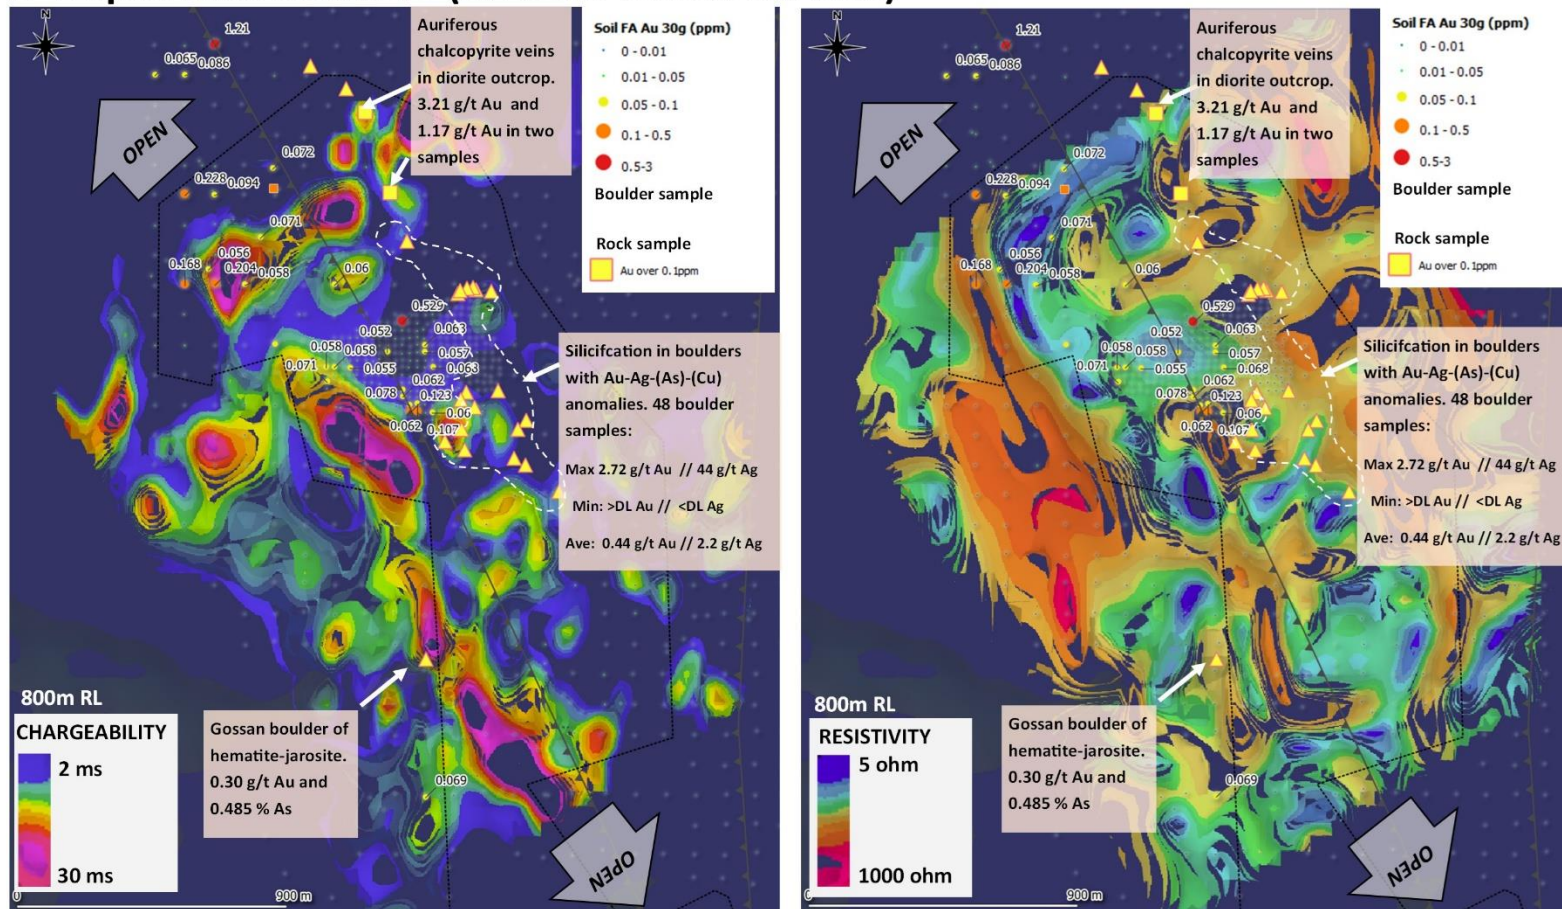 N
1.21
0.065
0.086
OPEN
0.072
0.228
0.094
0.071
0.056
0.168
0.204
0.058
0.06
0.529
0.052
0.063
0.058
0.058
0.057
0.071
0.055
0.063
0.062
0.078
0.123
0.06
0.062
0.107
0.069
OPEN
Auriferous
chalcopyrite veins
in diorite outcrop.
3.21 g/t Au and
1.17 g/t Au in two
samples
Soil FA Au 30g (ppm)
0 - 0.01
0.01 - 0.05
0.05 - 0.1
0.1 - 0.5
0.5-3
Boulder sample
Rock sample
Au over 0.1ppm
Silicifcation in boulders
with Au-Ag-(As)-(Cu)
anomalies. 48 boulder
samples:
Max 2.72 g/t Au // 44 g/t Ag
Min: >DL Au // <DL Ag
Ave: 0.44 g/t Au // 2.2 g/t Ag
Gossan boulder of
hematite-jarosite.
0.30 g/t Au and
0.485 % As
800m RL
CHARGEABILITY
2 ms
30 ms
0
900 m
N
1.21
0.065
0.086
OPEN
0.072
0.228
0.094
0.071
0.056
0.168
0.204
0.058
0.06
0.529
0.052
0.063
0.058
0.058
0.057
0.071
0.055
0.068
0.062
0.078
0.123
0.06
0.062
0.107
0.069
OPEN
Auriferous
chalcopyrite veins
in diorite outcrop.
3.21 g/t Au and
1.17 g/t Au in two
samples
Soil FA Au 30g (ppm)
0 - 0.01
0.01 - 0.05
0.05 - 0.1
0.1 - 0.5
0.5-3
Boulder sample
Rock sample
Au over 0.1ppm
Silicifcation in boulders
with Au-Ag-(As)-(Cu)
anomalies. 48 boulder
samples:
Max 2.72 g/t Au // 44 g/t Ag
Min: >DL Au // <DL Ag
Ave: 0.44 g/t Au // 2.2 g/t Ag
Gossan boulder of
hematite-jarosite.
0.30 g/t Au and
0.485 % As
800m RL
RESISTIVITY
5 ohm
1000 ohm
0
900 m